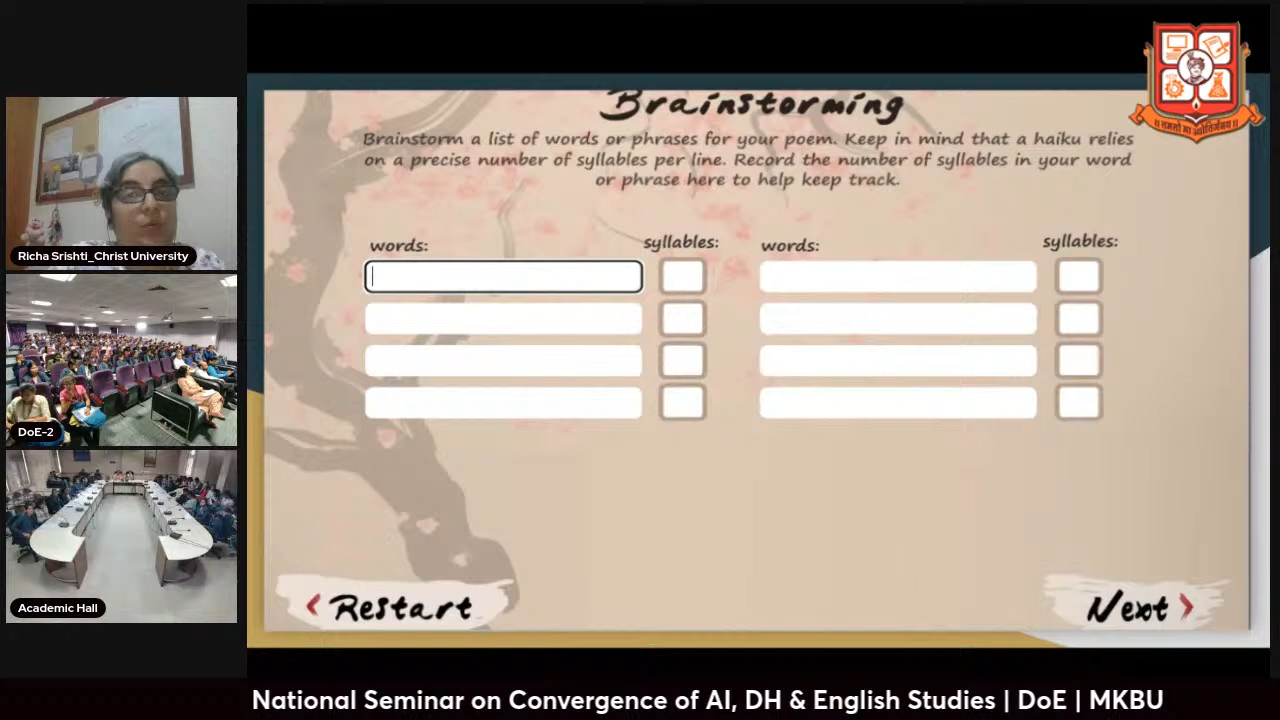 Brainstorming
Brainstorm a list of words or phrases for your poem. Keep in mind that a haiku relies
on a precise number of syllables per line. Record the number of syllables in your word
or phrase here to help keep track.
words:
syllables:
words:
syllables:
Restart
Next
Richa Srishti_Christ University
DoE-2
Academic Hall
॥ तमसो मा ज्योतिर्गमय ॥
National Seminar on Convergence of AI, DH & English Studies | DoE | MKBU